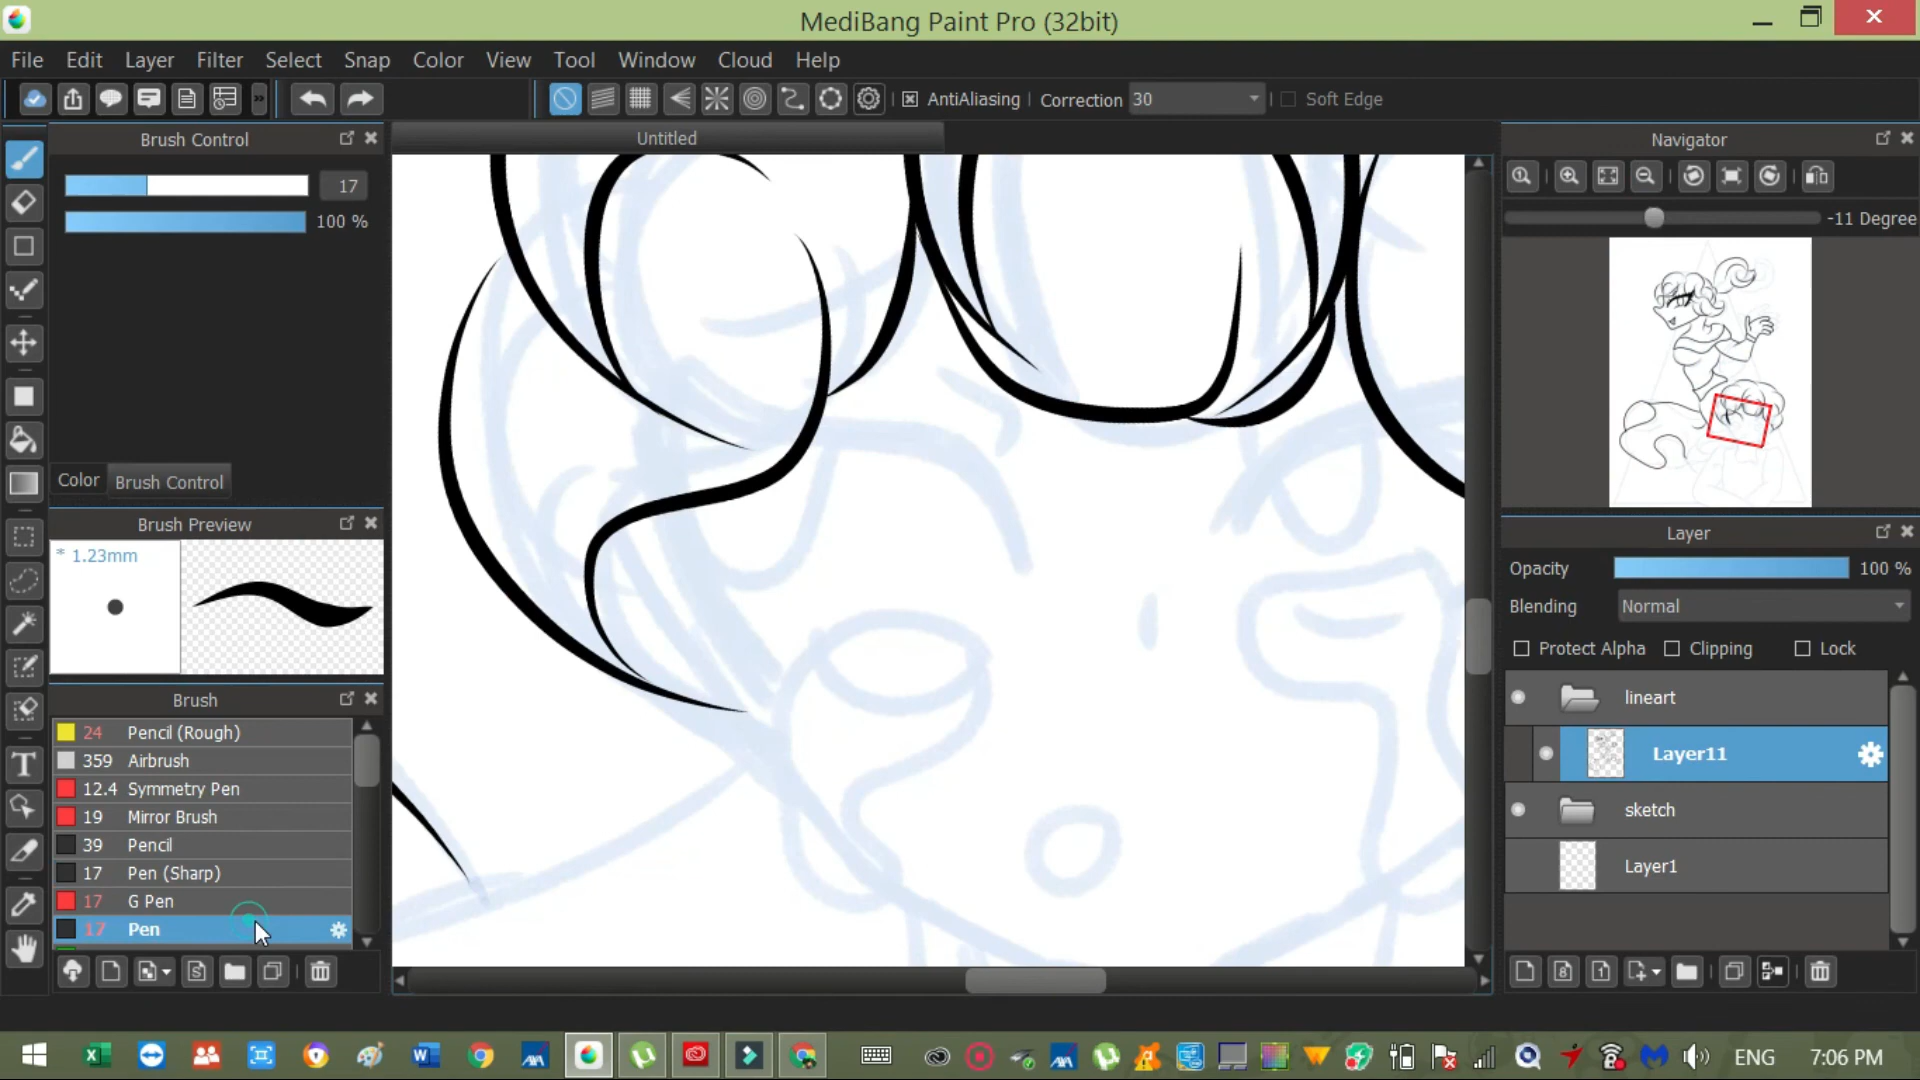 MediBang Paint Pro (32bit)
File Edit Layer Filter Select Snap Color View Tool Window Cloud Help
AntiAliasing Correction 30 Soft Edge
Brush Control
Untitled
Navigator
17
100 %
-11 Degree
Color Brush Control
Brush Preview
* 1.23mm
Brush
24 Pencil (Rough)
359 Airbrush
12.4 Symmetry Pen
19 Mirror Brush
39 Pencil
17 Pen (Sharp)
17 G Pen
17 Pen
Layer
Opacity 100 %
Blending Normal
Protect Alpha Clipping Lock
lineart
Layer11
sketch
Layer1
ENG 7:06 PM